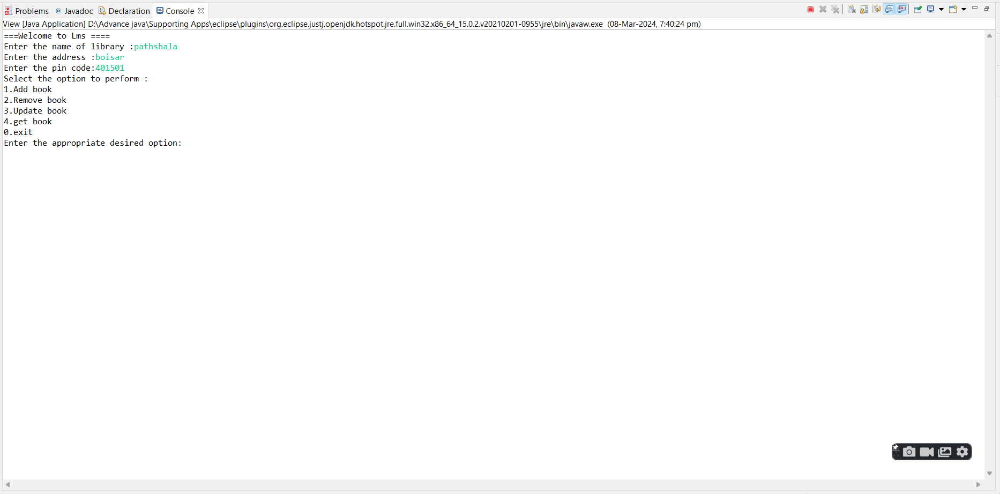 Problems @ Javadoc Declaration Console
View [Java Application] D:\Advance java\Supporting Apps\eclipse\plugins\org.eclipse.justj.openjdk.hotspot.jre.full.win32.x86_64_15.0.2.v20210201-0955\jre\bin\javaw.exe (08-Mar-2024, 7:40:24 pm)
===Welcome to Lms ====
Enter the name of library :pathshala
Enter the address :boisar
Enter the pin code:401501
Select the option to perform :
1.Add book
2.Remove book
3.Update book
4.get book
0.exit
Enter the appropriate desired option: